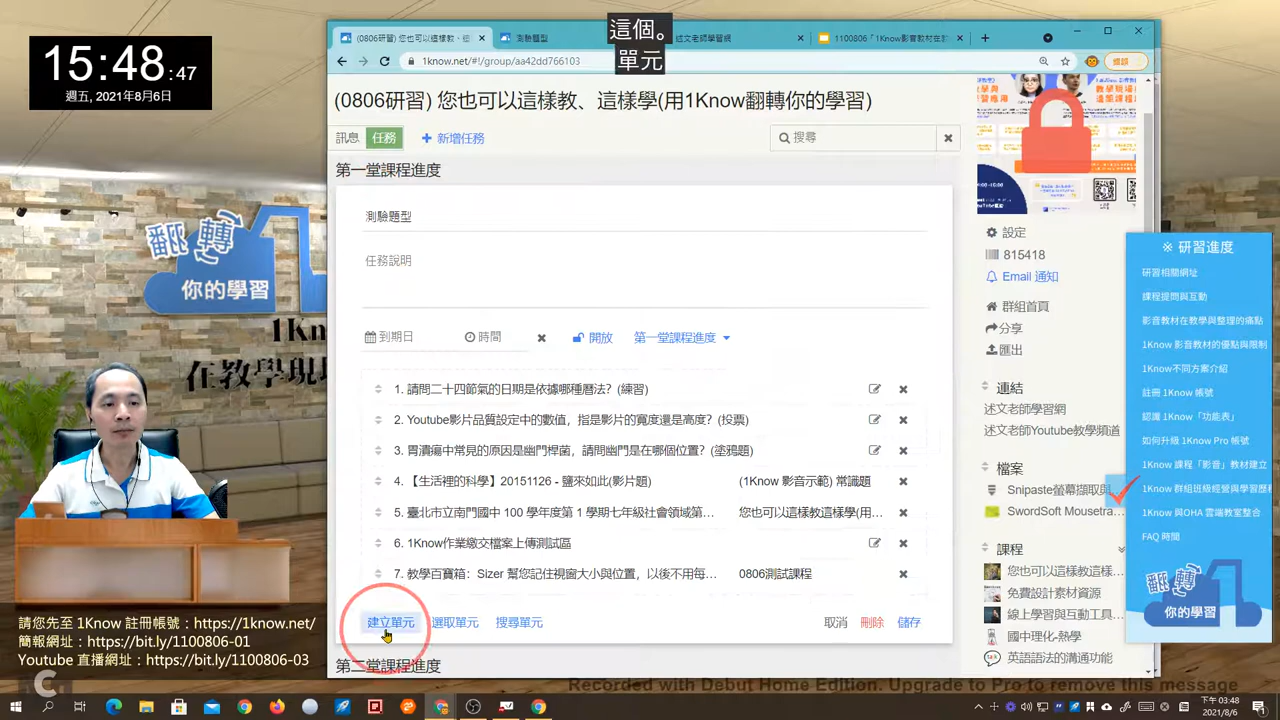 15:48:47
週五, 2021年8月6日
這個。
單元
(0806研習) 您也可以這樣教、
測驗題型
述文老師學習網
1100806「1Know影音教材在教
1know.net/#!/group/aa42dd766103
(0806研習) 您也可以這樣教、這樣學(用1Know翻轉你的學習)
訊息
任務
新增任務
搜尋
第一堂課程進度
測驗題型
任務說明
到期日
時間
開放
第一堂課程進度
1. 請問二十四節氣的日期是依據哪種曆法? (練習)
2. Youtube影片品質設定中的數值，指是影片的寬度還是高度? (投票)
3. 胃潰瘍中常見的原因是幽門桿菌，請問幽門是在哪個位置? (塗鴉題)
4. 【生活裡的科學】20151126 - 鹽來如此(影片題)
(1Know 影音示範) 常識題
5. 臺北市立南門國中 100 學年度第 1 學期七年級社會領域第...
您也可以這樣教這樣學(用...
6. 1Know作業繳交檔案上傳測試區
7. 教學百寶箱：Sizer 幫您記住視窗大小與位置，以後不用每...
0806測試課程
建立單元
選取單元
搜尋單元
取消
刪除
儲存
第二堂課程進度
設定
815418
Email 通知
群組首頁
分享
匯出
連結
述文老師學習網
述文老師Youtube教學頻道
檔案
Snipaste螢幕擷取與
SwordSoft Mousetra...
課程
您也可以這樣教這樣...
免費設計素材資源
線上學習與互動工具...
國中理化-熱學
英語語法的溝通功能
※ 研習進度
研習相關網址
課程提問與互動
影音教材在教學與整理的痛點
1Know 影音教材的優點與限制
1Know不同方案介紹
註冊 1Know 帳號
認識 1Know「功能表」
如何升級 1Know Pro 帳號
1Know 課程「影音」教材建立
1Know 群組班級經營與學習歷
1Know 與OHA 雲端教室整合
FAQ 時間
翻轉
你的學習
翻轉
你的學習
1Kn
在教學現
請您先至 1Know 註冊帳號：https://1know.net/
簡報網址：https://bit.ly/1100806-01
Youtube 直播網址：https://bit.ly/1100806-03
Recorded with Debut Home Edition. Upgrade to Pro to remove this message
下午 03:48
2021/8/6